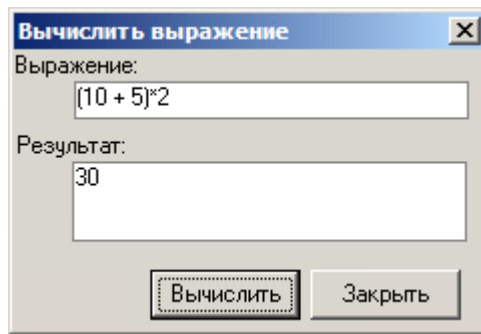 Вычислить выражение
Выражение:
(10 + 5)*2
Результат:
30
Вычислить Закрыть